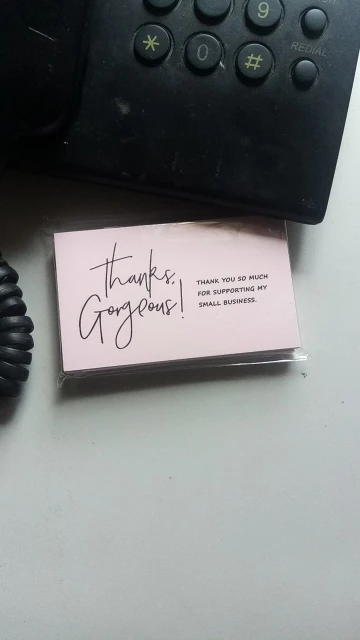 9
* 0 #
REDIAL
thanks,
Gorgeous!
THANK YOU SO MUCH
FOR SUPPORTING MY
SMALL BUSINESS.